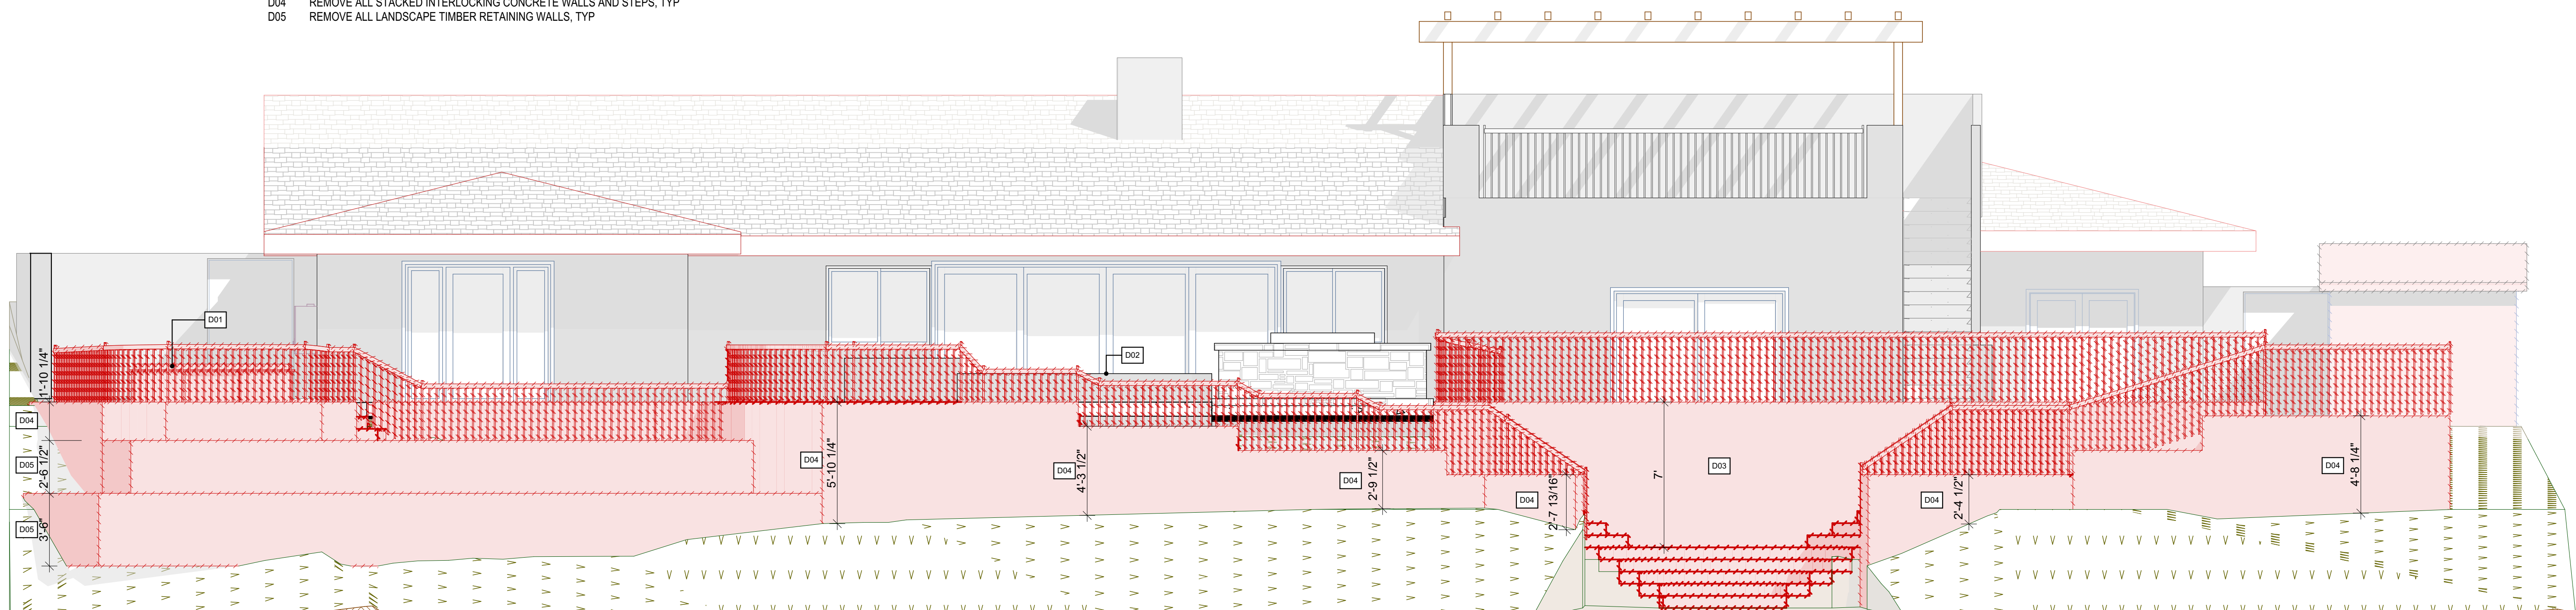 D04 REMOVE ALL STACKED INTERLOCKING CONCRETE WALLS AND STEPS, TYP
D05 REMOVE ALL LANDSCAPE TIMBER RETAINING WALLS, TYP
D01
D02
1'-10 1/4"
D04
D05
2'-6 1/2"
D05
3'-6"
D04
5'-10 1/4"
D04
4'-3 1/2"
D04
2'-9 1/2"
D04
2'-7 13/16"
7'
D03
D04
2'-4 1/2"
D04
4'-8 1/4"